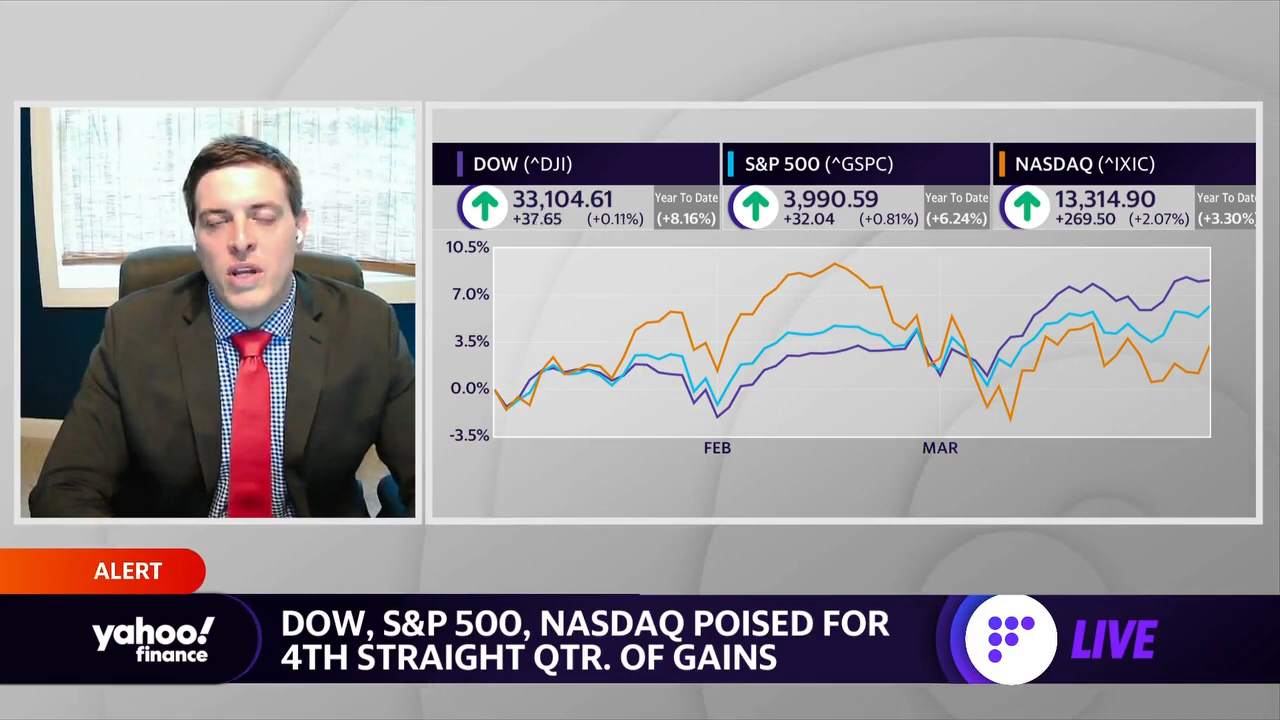 DOW (^DJI)
33,104.61
+37.65 (+0.11%)
Year To Date
(+8.16%)
S&P 500 (^GSPC)
3,990.59
+32.04 (+0.81%)
Year To Date
(+6.24%)
NASDAQ (^IXIC)
13,314.90
+269.50 (+2.07%)
Year To Date
(+3.30%)
10.5%
7.0%
3.5%
0.0%
-3.5%
FEB
MAR
ALERT
yahoo!
finance
DOW, S&P 500, NASDAQ POISED FOR
4TH STRAIGHT QTR. OF GAINS
LIVE